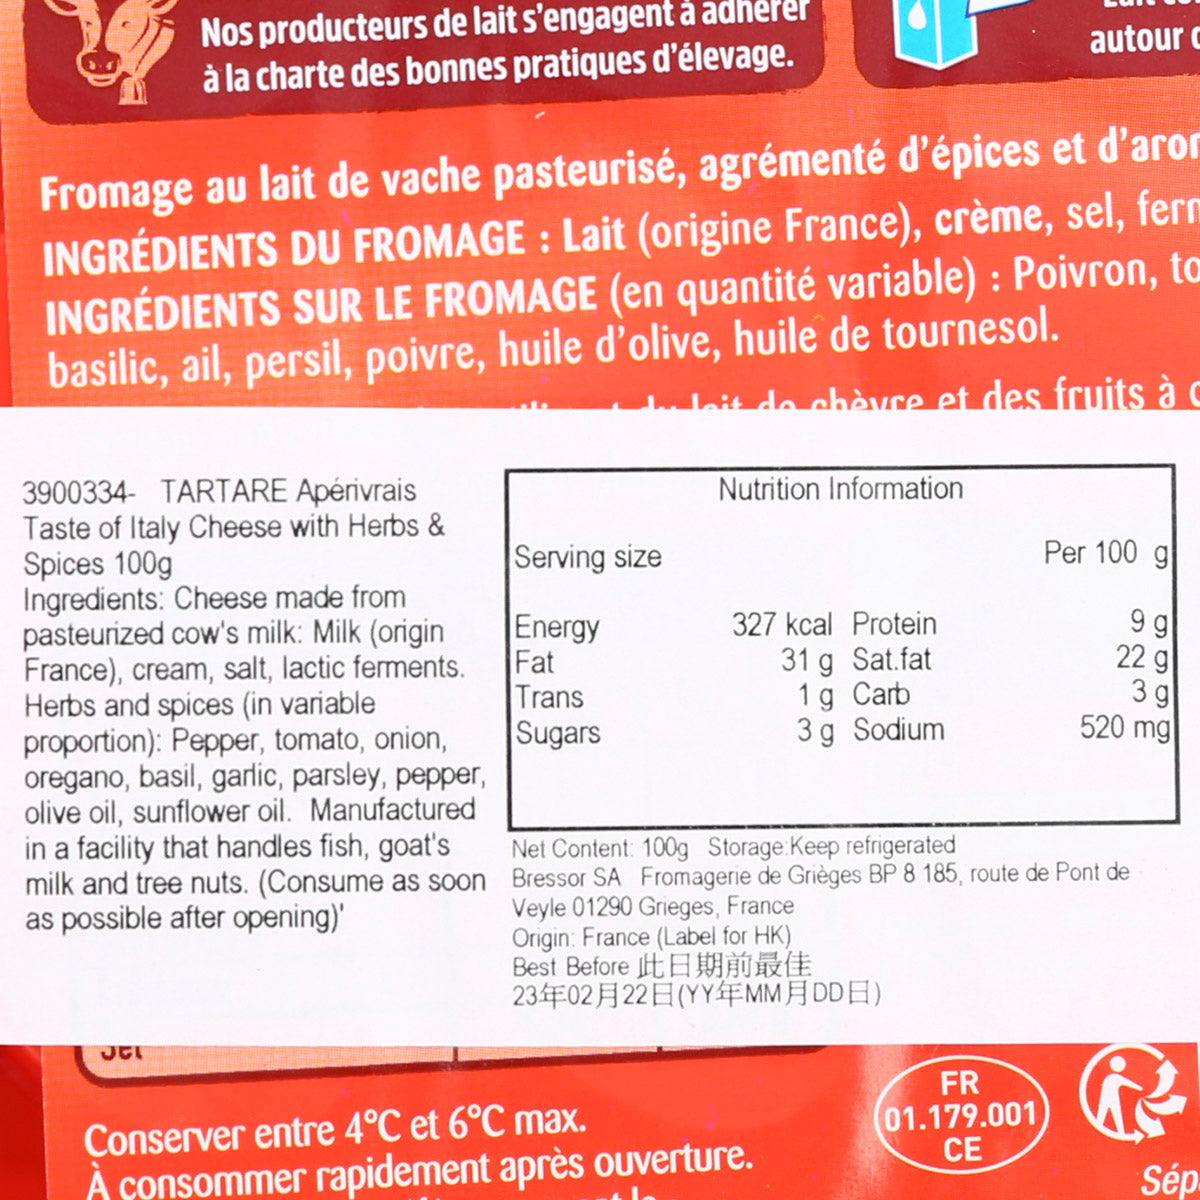 Nos producteurs de lait s'engagent à adhérer
à la charte des bonnes pratiques d'élevage.
autour
Fromage au lait de vache pasteurisé, agrémenté d'épices et d'aro
INGRÉDIENTS DU FROMAGE : Lait (origine France), crème, sel, ferm
INGRÉDIENTS SUR LE FROMAGE (en quantité variable) : Poivron, to
basilic, ail, persil, poivre, huile d'olive, huile de tournesol.
du lait de chèvre et des fruits à c
3900334- TARTARE Apérivrais
Taste of Italy Cheese with Herbs &
Spices 100g
Ingredients: Cheese made from
pasteurized cow's milk: Milk (origin
France), cream, salt, lactic ferments.
Herbs and spices (in variable
proportion): Pepper, tomato, onion,
oregano, basil, garlic, parsley, pepper,
olive oil, sunflower oil. Manufactured
in a facility that handles fish, goat's
milk and tree nuts. (Consume as soon
as possible after opening)'
Nutrition Information
Serving size Per 100 g
Energy 327 kcal Protein 9 g
Fat 31 g Sat.fat 22 g
Trans 1 g Carb 3 g
Sugars 3 g Sodium 520 mg
Net Content: 100g Storage:Keep refrigerated
Bressor SA Fromagerie de Grièges BP 8 185, route de Pont de
Veyle 01290 Grieges, France
Origin: France (Label for HK)
Best Before 此日期前最佳
23年02月22日(YY年MM月DD日)
Sel
Conserver entre 4°C et 6°C max.
À consommer rapidement après ouverture.
FR
01.179.001
CE
Sép